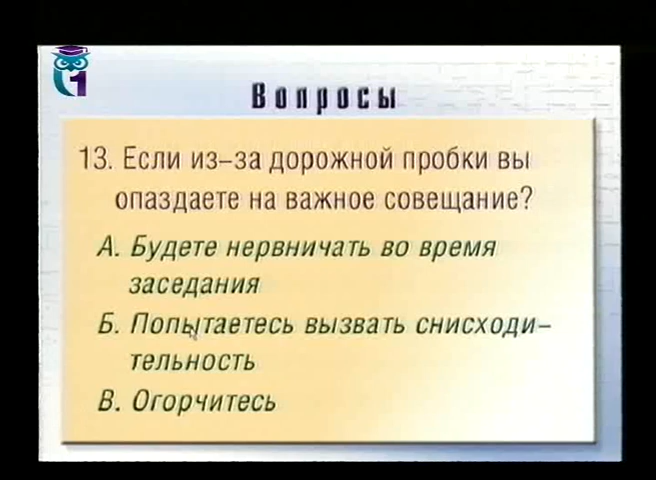 1
Вопросы
13. Если из-за дорожной пробки вы
опаздаете на важное совещание?
А. Будете нервничать во время
заседания
Б. Попытаетесь вызвать снисходи-
тельность
В. Огорчитесь